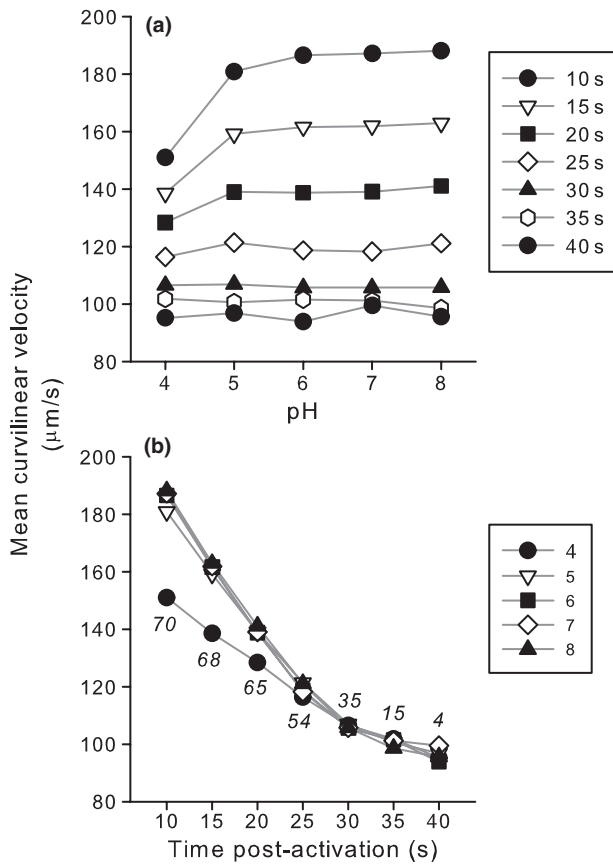 (a)
200
180
160
140
120
100
80
4 5 6 7 8
pH
10 s
15 s
20 s
25 s
30 s
35 s
40 s
Mean curvilinear velocity
(μm/s)
(b)
200
180
160
140
120
100
80
70 68 65 54 35 15 4
10 15 20 25 30 35 40
Time post-activation (s)
4
5
6
7
8